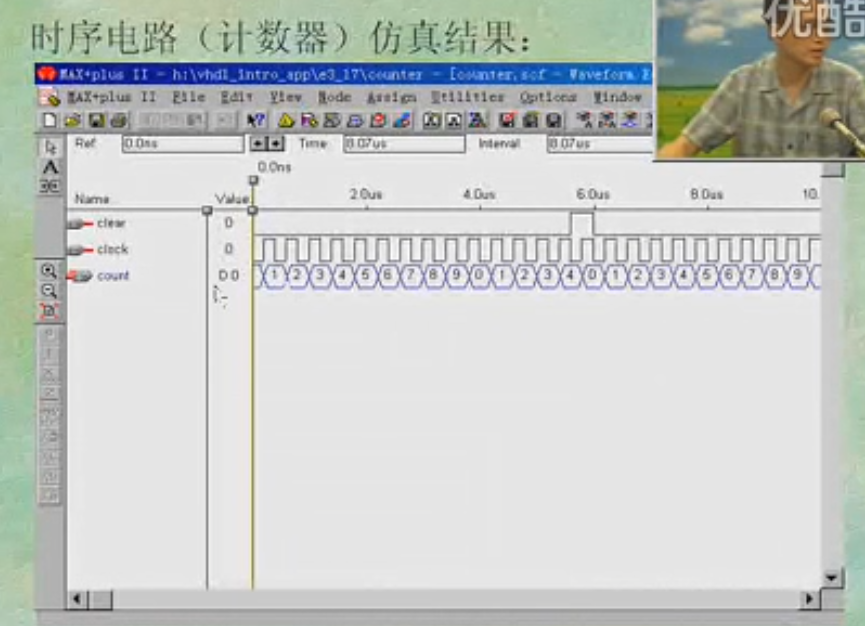 时序电路（计数器）仿真结果：
优酷
MAX+plus II - h:\vhdl_intro_app\e3_17\counter - [counter.scf - Waveform E
MAX+plus II File Edit View Node Assign Utilities Options Window
Ref: 0.0ns Time: 8.07us Interval: 8.07us
0.0ns
Name: Value: 2.0us 4.0us 6.0us 8.0us 10.
clear 0
clock 0
count D 0 1 2 3 4 5 6 7 8 9 0 1 2 3 4 0 1 2 3 4 5 6 7 8 9